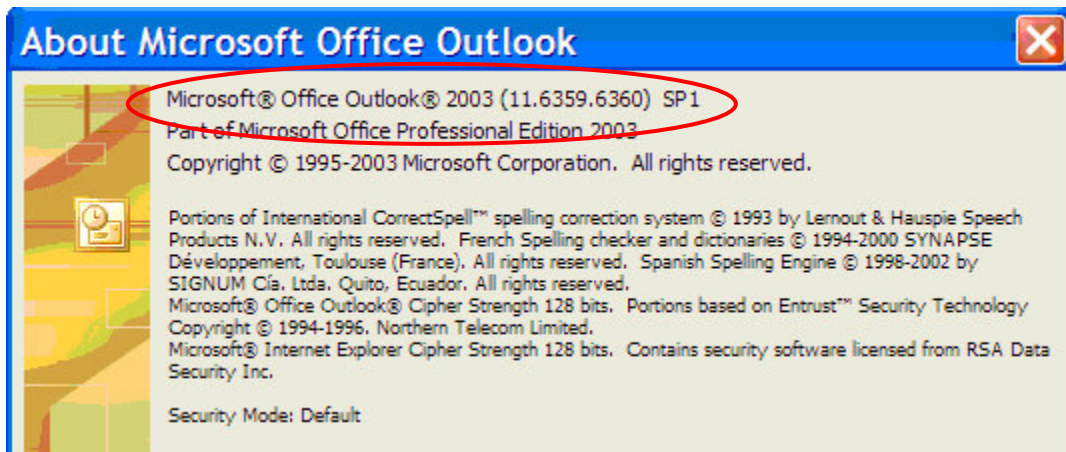 About Microsoft Office Outlook
Microsoft® Office Outlook® 2003 (11.6359.6360) SP1
Part of Microsoft Office Professional Edition 2003
Copyright © 1995-2003 Microsoft Corporation. All rights reserved.
Portions of International CorrectSpell™ spelling correction system © 1993 by Lernout & Hauspie Speech
Products N.V. All rights reserved. French Spelling checker and dictionaries © 1994-2000 SYNAPSE
Développement, Toulouse (France). All rights reserved. Spanish Spelling Engine © 1998-2002 by
SIGNUM Cía. Ltda. Quito, Ecuador. All rights reserved.
Microsoft® Office Outlook® Cipher Strength 128 bits. Portions based on Entrust™ Security Technology
Copyright © 1994-1996. Northern Telecom Limited.
Microsoft® Internet Explorer Cipher Strength 128 bits. Contains security software licensed from RSA Data
Security Inc.
Security Mode: Default